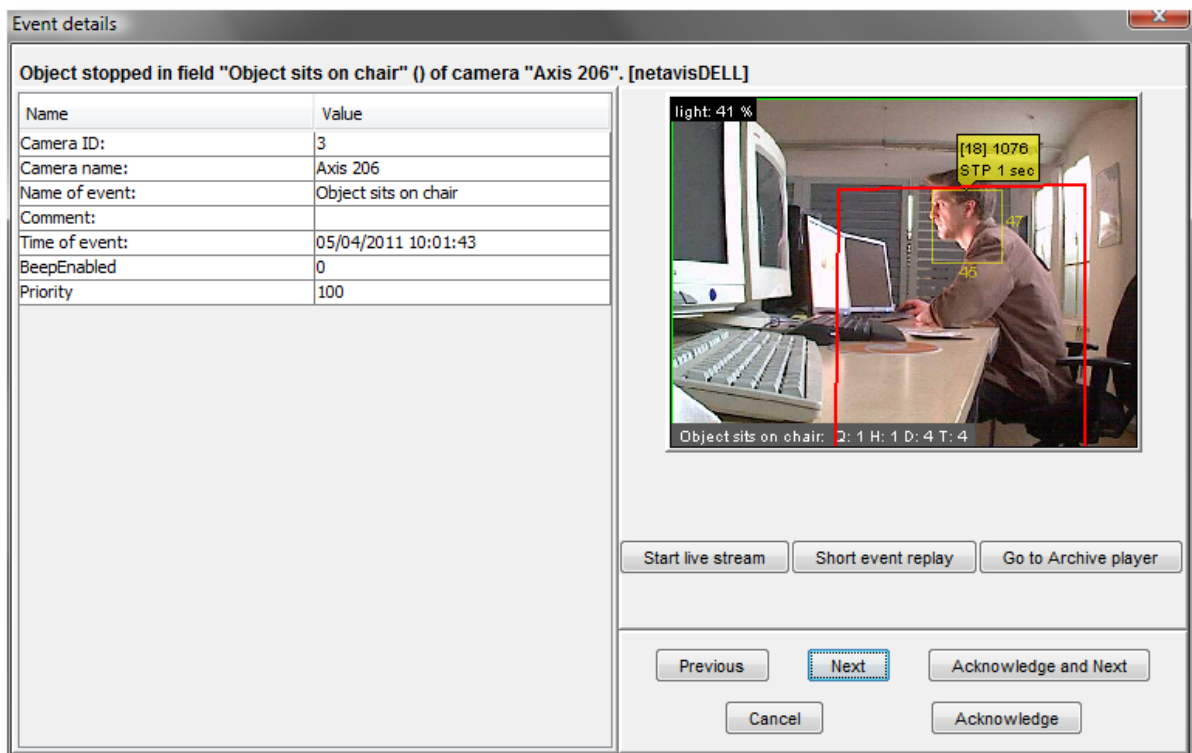 Event details
Object stopped in field "Object sits on chair" () of camera "Axis 206". [netavisDELL]
Name Value
Camera ID: 3
Camera name: Axis 206
Name of event: Object sits on chair
Comment:
Time of event: 05/04/2011 10:01:43
BeepEnabled 0
Priority 100
light: 41 %
[18] 1076
STP 1 sec
47
46
Object sits on chair: Q: 1 H: 1 D: 4 T: 4
Start live stream Short event replay Go to Archive player
Previous Next Acknowledge and Next
Cancel Acknowledge